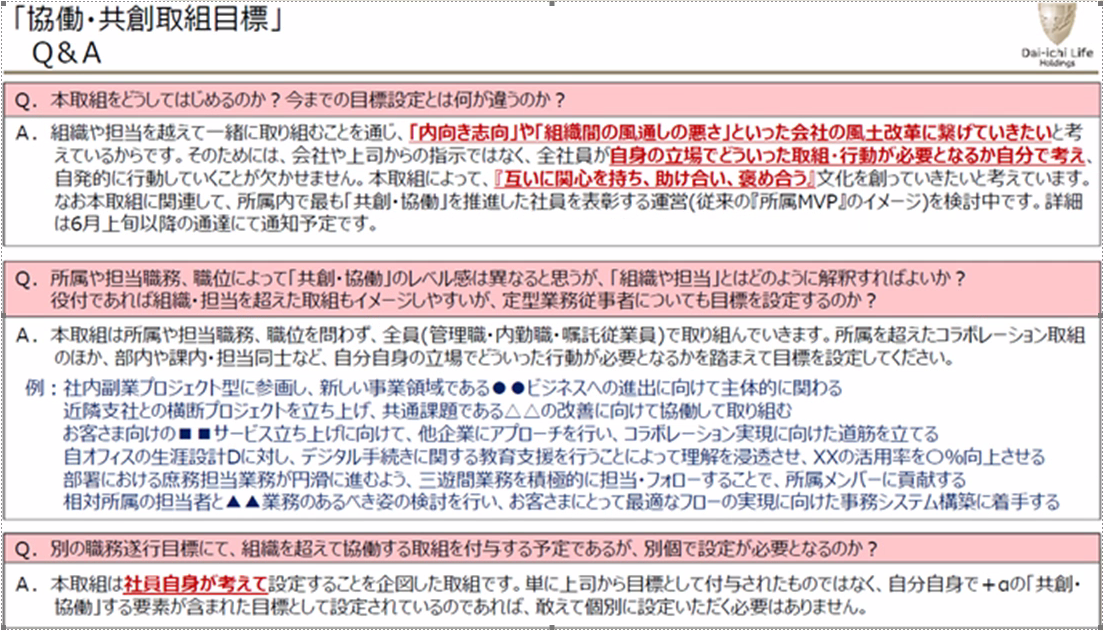 「協働・共創取組目標」
Q&A
Dai-ichi Life
Holdings
Q. 本取組をどうしてはじめるのか?今までの目標設定とは何が違うのか?
A. 組織や担当を越えて一緒に取り組むことを通じ、「内向き志向」や「組織間の風通しの悪さ」といった会社の風土改革に繋げていきたいと考
えているからです。そのためには、会社や上司からの指示ではなく、全社員が自身の立場でどういった取組・行動が必要となるか自分で考え、
自発的に行動していくことが欠かせません。本取組によって、『互いに関心を持ち、助け合い、褒め合う』文化を創っていきたいと考えています。
なお本取組に関連して、所属内で最も「共創・協働」を推進した社員を表彰する運営(従来の『所属MVP』のイメージ)を検討中です。詳細
は6月上旬以降の通達にて通知予定です。
Q. 所属や担当職務、職位によって「共創・協働」のレベル感は異なると思うが、「組織や担当」とはどのように解釈すればよいか?
役付であれば組織・担当を超えた取組もイメージしやすいが、定型業務従事者についても目標を設定するのか?
A. 本取組は所属や担当職務、職位を問わず、全員(管理職・内勤職・嘱託従業員)で取り組んでいきます。所属を超えたコラボレーション取組
のほか、部内や課内・担当同士など、自分自身の立場でどういった行動が必要となるかを踏まえて目標を設定してください。
例:社内副業プロジェクト型に参画し、新しい事業領域である●●ビジネスへの進出に向けて主体的に関わる
近隣支社との横断プロジェクトを立ち上げ、共通課題である△△の改善に向けて協働して取り組む
お客さま向けの■■サービス立ち上げに向けて、他企業にアプローチを行い、コラボレーション実現に向けた道筋を立てる
自オフィスの生涯設計Dに対し、デジタル手続きに関する教育支援を行うことによって理解を浸透させ、XXの活用率を〇%向上させる
部署における庶務担当業務が円滑に進むよう、三遊間業務を積極的に担当・フォローすることで、所属メンバーに貢献する
相対所属の担当者と▲▲業務のあるべき姿の検討を行い、お客さまにとって最適なフローの実現に向けた事務システム構築に着手する
Q. 別の職務遂行目標にて、組織を超えて協働する取組を付与する予定であるが、別個で設定が必要となるのか?
A. 本取組は社員自身が考えて設定することを企図した取組です。単に上司から目標として付与されたものではなく、自分自身で+αの「共創・
協働」する要素が含まれた目標として設定されているのであれば、敢えて個別に設定いただく必要はありません。